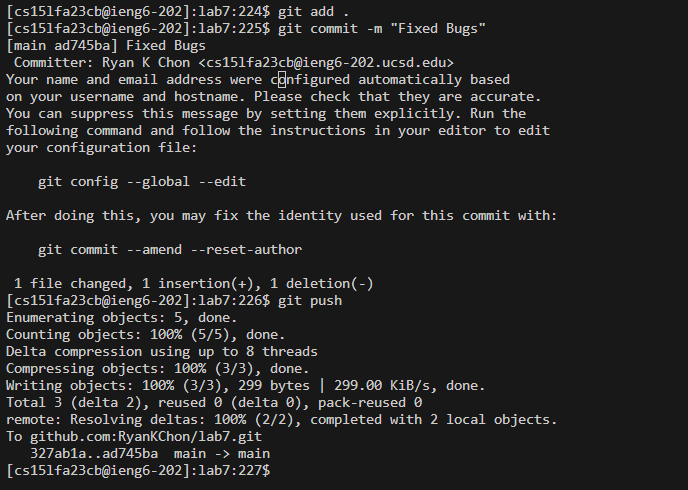 [cs15lfa23cb@ieng6-202]:lab7:224$ git add .
[cs15lfa23cb@ieng6-202]:lab7:225$ git commit -m "Fixed Bugs"
[main ad745ba] Fixed Bugs
 Committer: Ryan K Chon <cs15lfa23cb@ieng6-202.ucsd.edu>
Your name and email address were configured automatically based
on your username and hostname. Please check that they are accurate.
You can suppress this message by setting them explicitly. Run the
following command and follow the instructions in your editor to edit
your configuration file:

    git config --global --edit

After doing this, you may fix the identity used for this commit with:

    git commit --amend --reset-author

 1 file changed, 1 insertion(+), 1 deletion(-)
[cs15lfa23cb@ieng6-202]:lab7:226$ git push
Enumerating objects: 5, done.
Counting objects: 100% (5/5), done.
Delta compression using up to 8 threads
Compressing objects: 100% (3/3), done.
Writing objects: 100% (3/3), 299 bytes | 299.00 KiB/s, done.
Total 3 (delta 2), reused 0 (delta 0), pack-reused 0
remote: Resolving deltas: 100% (2/2), completed with 2 local objects.
To github.com:RyanKChon/lab7.git
   327ab1a..ad745ba  main -> main
[cs15lfa23cb@ieng6-202]:lab7:227$